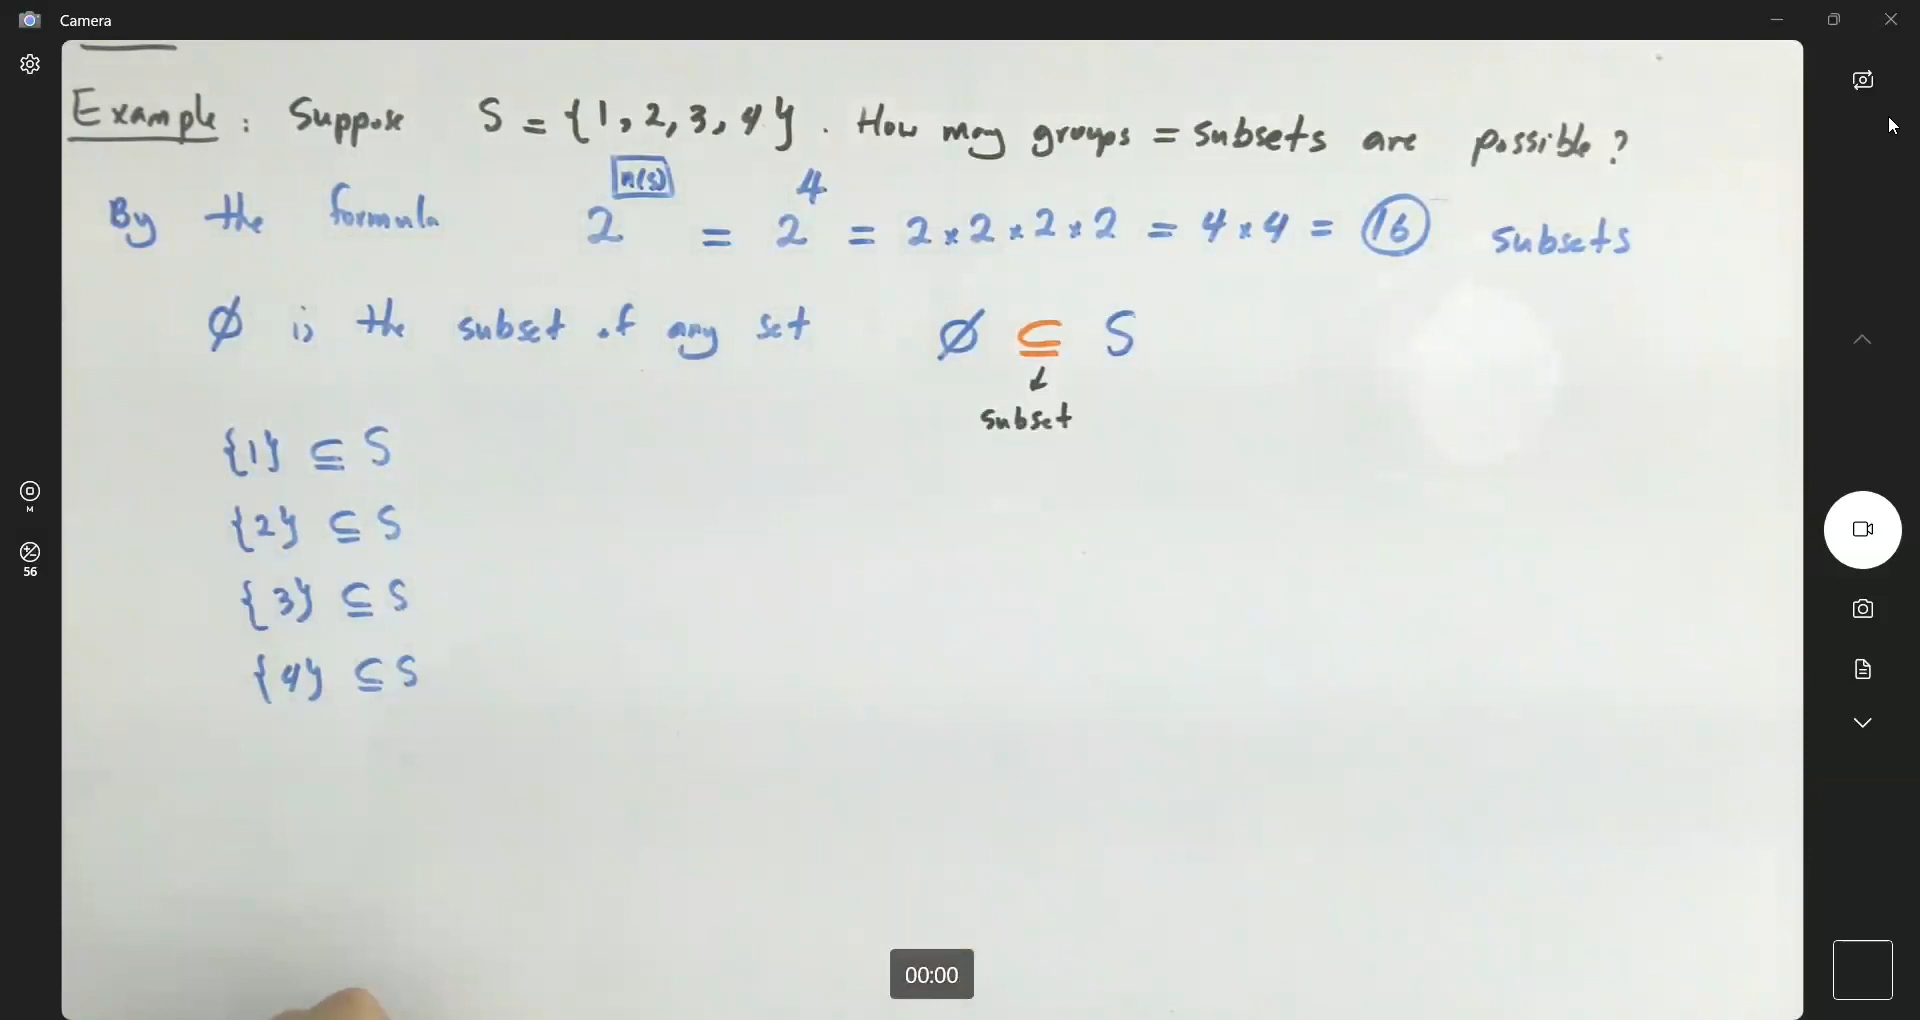 Camera
Example: Suppose S = {1, 2, 3, 4}. How many groups = subsets are possible?
By the formula 2^n(s) = 2^4 = 2 × 2 × 2 × 2 = 4 × 4 = 16 subsets
∅ is the subset of any set ∅ ⊆ S
↓
subset
{1} ⊆ S
{2} ⊆ S
{3} ⊆ S
{4} ⊆ S
M
56
00:00